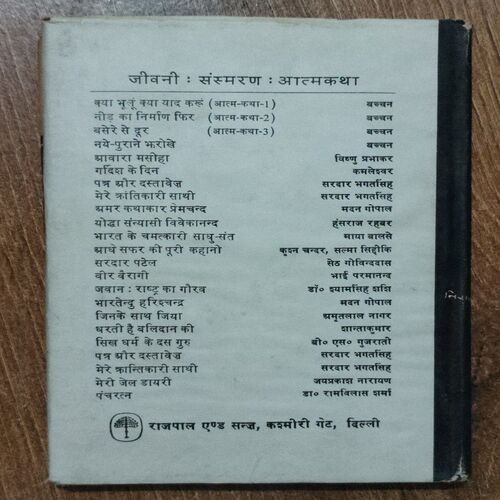 जीवनी : संस्मरण : आत्मकथा
क्या भूलूं क्या याद करूं (आत्म-कथा-1) बच्चन
नीड़ का निर्माण फिर (आत्म-कथा-2) बच्चन
बसेरे से दूर (आत्म-कथा-3) बच्चन
नये-पुराने झरोखे बच्चन
आवारा मसीहा विष्णु प्रभाकर
गर्दिश के दिन कमलेश्वर
पत्र और दस्तावेज़ सरदार भगतसिंह
मेरे क्रांतिकारी साथी सरदार भगतसिंह
अमर कथाकार प्रेमचन्द मदन गोपाल
योद्धा संन्यासी विवेकानन्द हंसराज रहबर
भारत के चमत्कारी साधु-संत माया बालसे
आधे सफर की पूरी कहानी कृश्न चन्दर, सल्मा सिद्दीकि
सरदार पटेल सेठ गोविन्ददास
वीर वैरागी भाई परमानन्द
जवान : राष्ट्र का गौरव डॉ० श्यामसिंह शशि
भारतेन्दु हरिश्चन्द्र मदन गोपाल
जिनके साथ जिया अमृतलाल नागर
धरती है बलिदान की शान्ताकुमार
सिख धर्म के दस गुरु बी० एस० गुजराती
पत्र और दस्तावेज़ सरदार भगतसिंह
मेरे क्रान्तिकारी साथी सरदार भगतसिंह
मेरी जेल डायरी जयप्रकाश नारायण
पंचरत्न डा० रामविलास शर्मा
राजपाल एण्ड सन्ज़, कश्मीरी गेट, दिल्ली